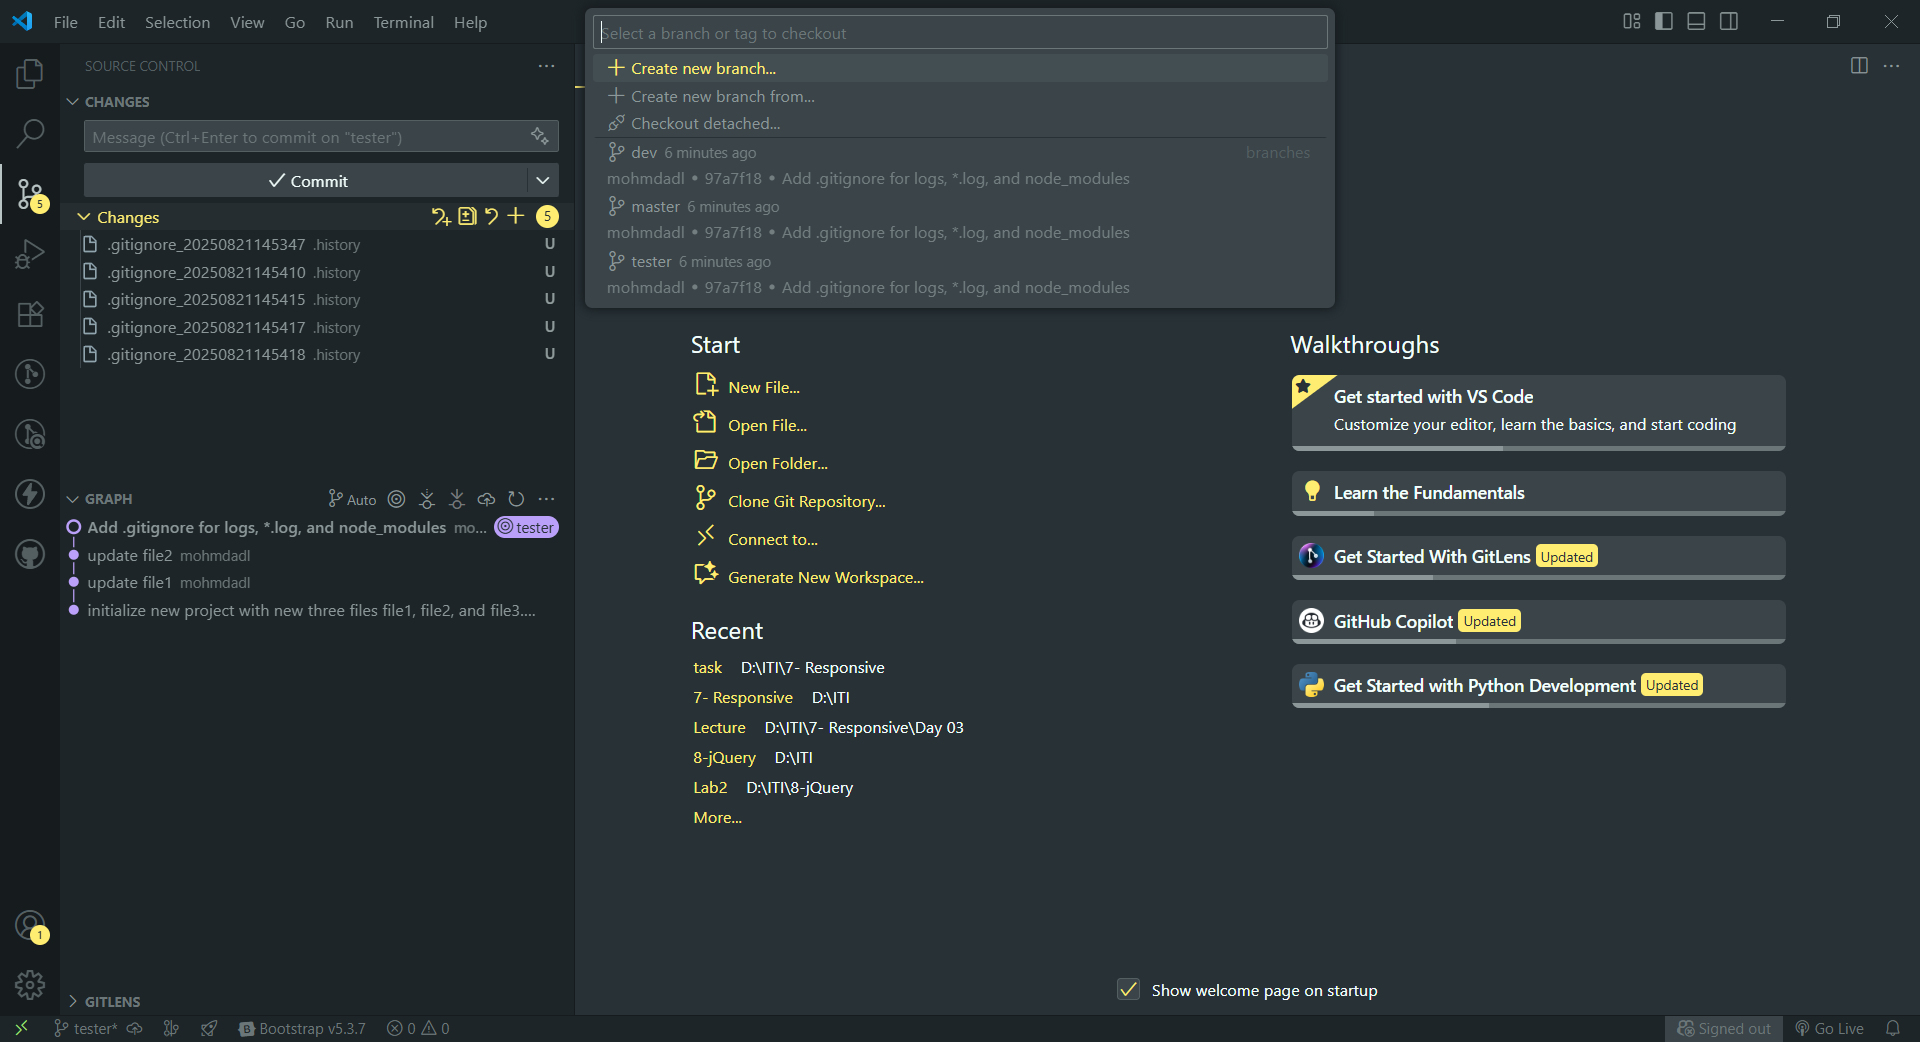 File Edit Selection View Go Run Terminal Help
Select a branch or tag to checkout
Create new branch...
Create new branch from...
Checkout detached...
dev 6 minutes ago branches
mohmdadl • 97a7f18 • Add .gitignore for logs, *.log, and node_modules
master 6 minutes ago
mohmdadl • 97a7f18 • Add .gitignore for logs, *.log, and node_modules
tester 6 minutes ago
mohmdadl • 97a7f18 • Add .gitignore for logs, *.log, and node_modules
SOURCE CONTROL
CHANGES
Message (Ctrl+Enter to commit on "tester")
Commit
5
Changes 5
.gitignore_20250821145347 .history U
.gitignore_20250821145410 .history U
.gitignore_20250821145415 .history U
.gitignore_20250821145417 .history U
.gitignore_20250821145418 .history U
GRAPH Auto
Add .gitignore for logs, *.log, and node_modules mo... tester
update file2 mohmdadl
update file1 mohmdadl
initialize new project with new three files file1, file2, and file3....
1
GITLENS
Start
New File...
Open File...
Open Folder...
Clone Git Repository...
Connect to...
Generate New Workspace...
Recent
task D:\ITI\7- Responsive
7- Responsive D:\ITI
Lecture D:\ITI\7- Responsive\Day 03
8-jQuery D:\ITI
Lab2 D:\ITI\8-jQuery
More...
Walkthroughs
Get started with VS Code
Customize your editor, learn the basics, and start coding
Learn the Fundamentals
Get Started With GitLens Updated
GitHub Copilot Updated
Get Started with Python Development Updated
Show welcome page on startup
tester* B Bootstrap v5.3.7 0 0 Signed out Go Live